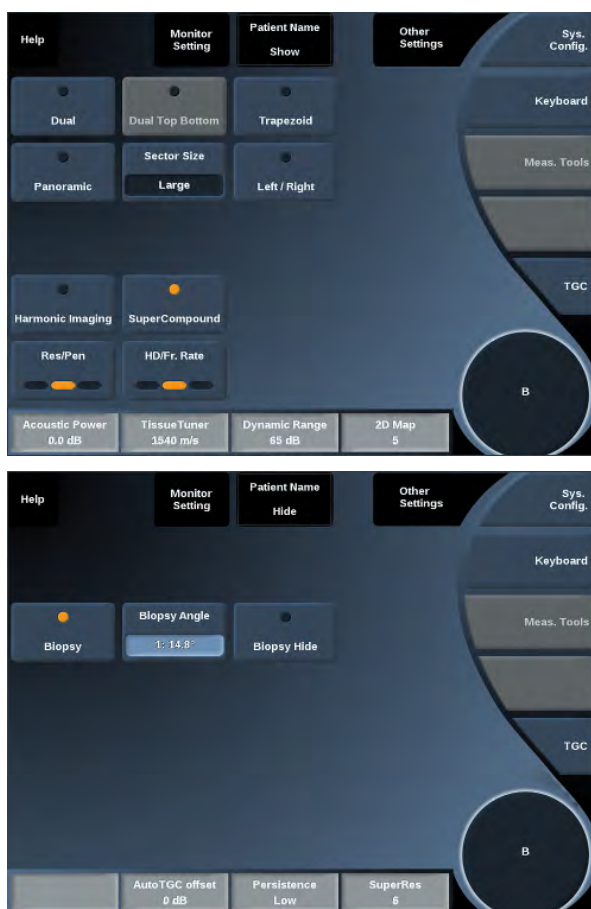 Help
Monitor
Setting
Patient Name
Show
Other
Settings
Sys.
Config.
Dual
Dual Top Bottom
Trapezoid
Keyboard
Panoramic
Sector Size
Large
Left / Right
Meas. Tools
Harmonic Imaging
SuperCompound
TGC
Res/Pen
HD/Fr. Rate
B
Acoustic Power
0.0 dB
TissueTuner
1540 m/s
Dynamic Range
65 dB
2D Map
5
Help
Monitor
Setting
Patient Name
Hide
Other
Settings
Sys.
Config.
Keyboard
Biopsy
Biopsy Angle
1: 14.8°
Biopsy Hide
Meas. Tools
TGC
B
AutoTGC offset
0 dB
Persistence
Low
SuperRes
6